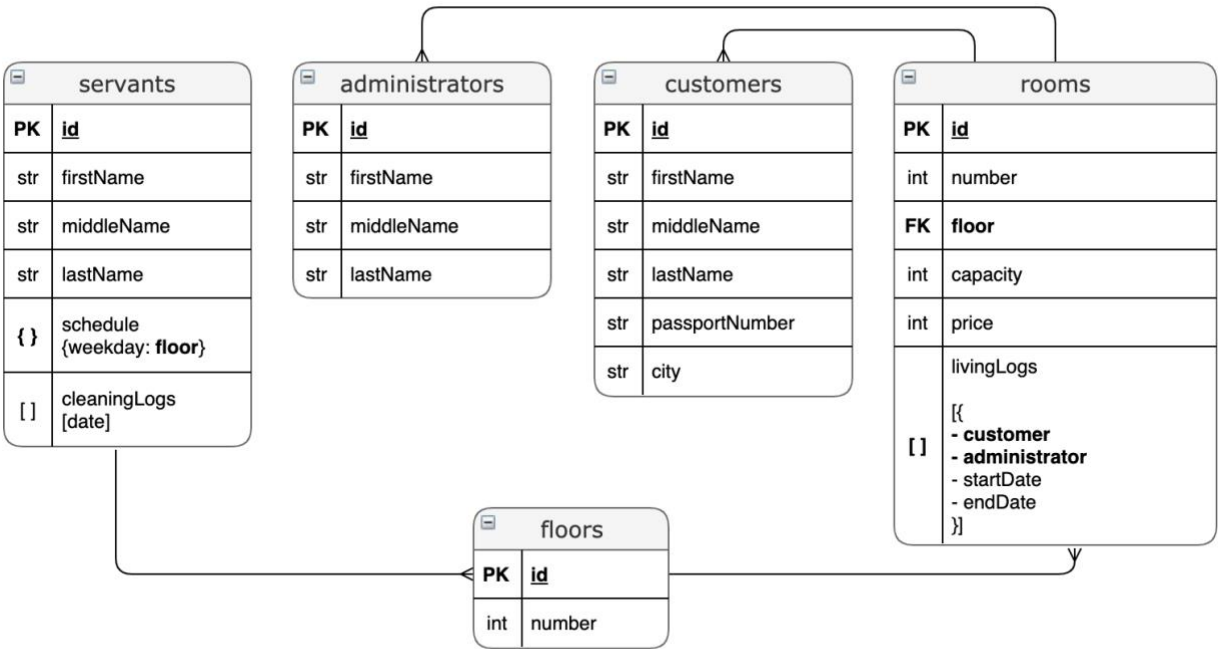 servants
PK id
str firstName
str middleName
str lastName
{ } schedule
{weekday: floor}
[ ] cleaningLogs
[date]
administrators
PK id
str firstName
str middleName
str lastName
customers
PK id
str firstName
str middleName
str lastName
str passportNumber
str city
rooms
PK id
int number
FK floor
int capacity
int price
livingLogs
[{
- customer
[ ]
- administrator
- startDate
- endDate
}]
floors
PK id
int number